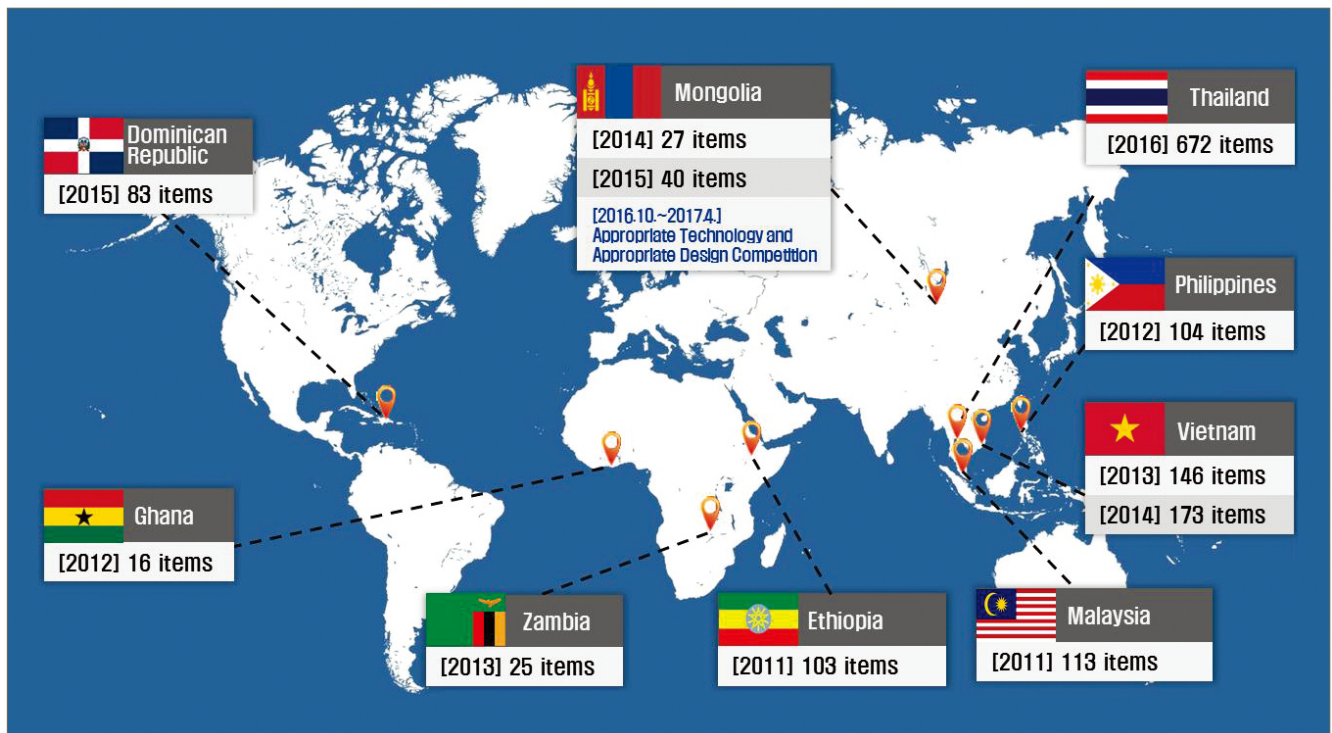 Dominican
Republic
[2015] 83 items
Mongolia
[2014] 27 items
[2015] 40 items
[2016.10.~2017.4.]
Appropriate Technology and
Appropriate Design Competition
Thailand
[2016] 672 items
Philippines
[2012] 104 items
Vietnam
[2013] 146 items
[2014] 173 items
Ghana
[2012] 16 items
Zambia
[2013] 25 items
Ethiopia
[2011] 103 items
Malaysia
[2011] 113 items